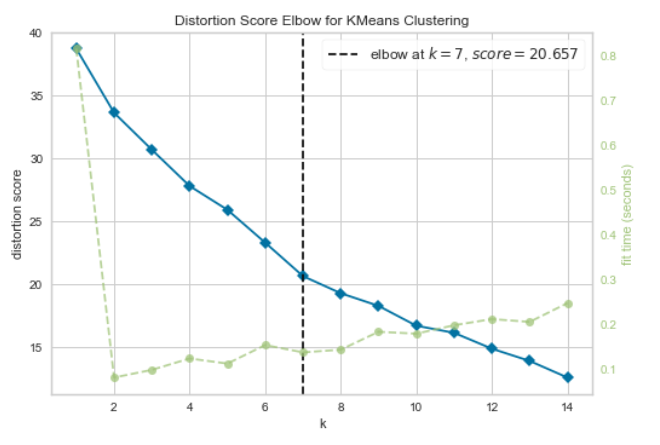 Distortion Score Elbow for KMeans Clustering
elbow at k = 7, score = 20.657
40
35
30
25
20
15
distortion score
0.8
0.7
0.6
0.5
0.4
0.3
0.2
0.1
fit time (seconds)
2 4 6 8 10 12 14
k